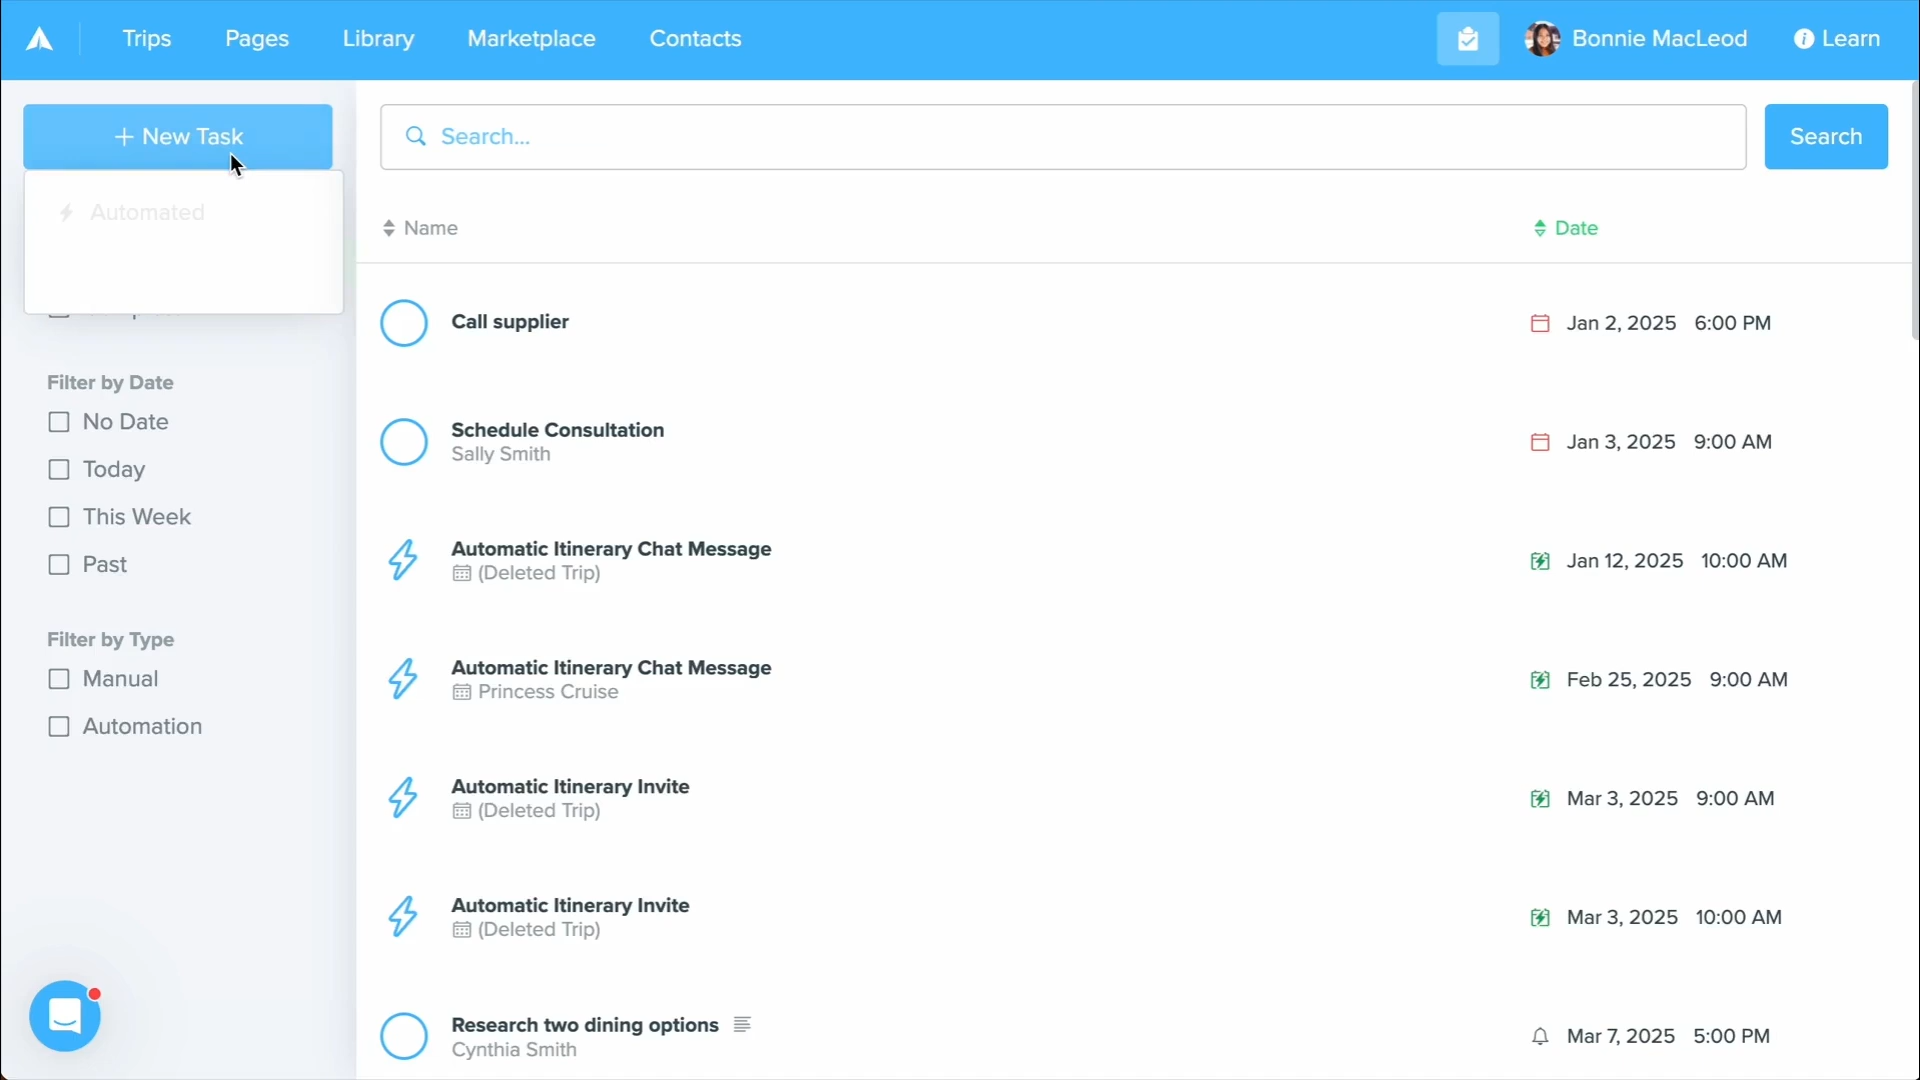 Trips Pages Library Marketplace Contacts Bonnie MacLeod Learn
+ New Task
Search...
Search
Automated
Name Date
Call supplier Jan 2, 2025 6:00 PM
Filter by Date
No Date
Today
This Week
Past
Filter by Type
Manual
Automation
Schedule Consultation
Sally Smith
Jan 3, 2025 9:00 AM
Automatic Itinerary Chat Message
(Deleted Trip)
Jan 12, 2025 10:00 AM
Automatic Itinerary Chat Message
Princess Cruise
Feb 25, 2025 9:00 AM
Automatic Itinerary Invite
(Deleted Trip)
Mar 3, 2025 9:00 AM
Automatic Itinerary Invite
(Deleted Trip)
Mar 3, 2025 10:00 AM
Research two dining options
Cynthia Smith
Mar 7, 2025 5:00 PM